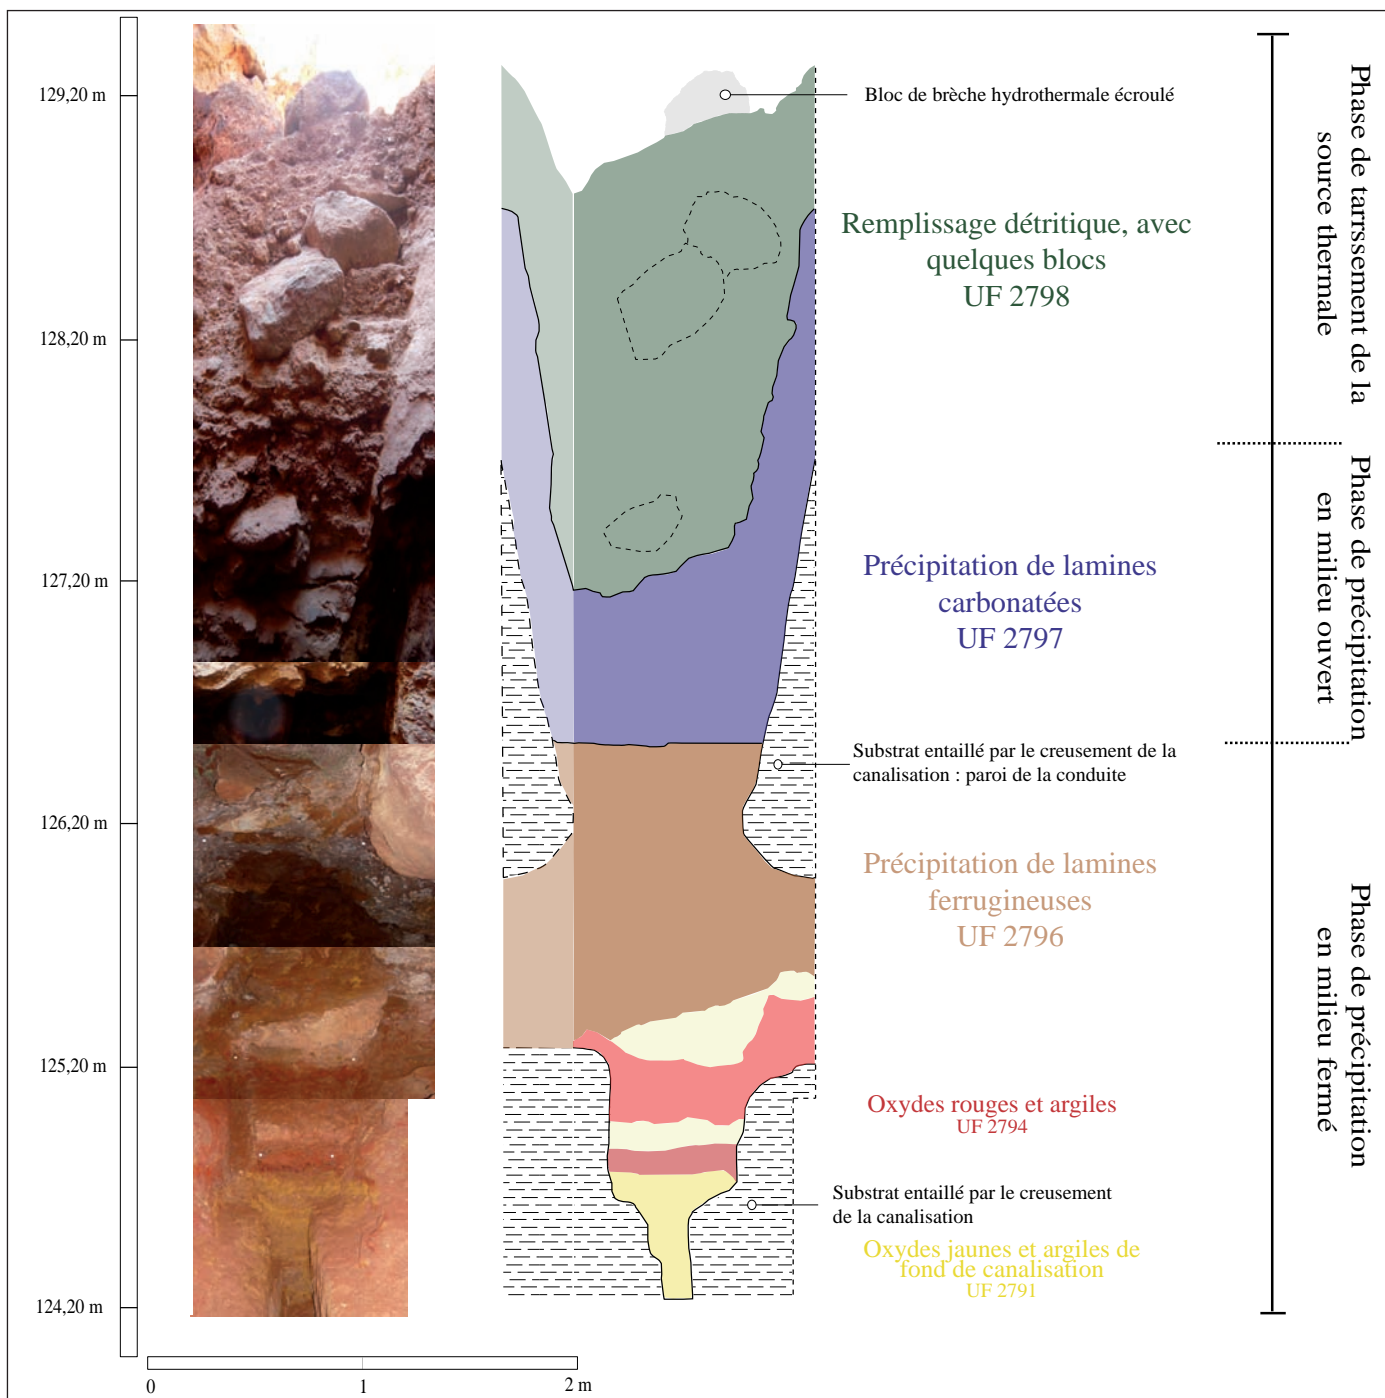 129,20 m
128,20 m
127,20 m
126,20 m
125,20 m
124,20 m
0
1
2 m
Bloc de brèche hydrothermale écroulé
Remplissage détritique, avec
quelques blocs
UF 2798
Précipitation de lamines
carbonatées
UF 2797
Substrat entaillé par le creusement de la
canalisation : paroi de la conduite
Précipitation de lamines
ferrugineuses
UF 2796
Oxydes rouges et argiles
UF 2794
Substrat entaillé par le creusement
de la canalisation
Oxydes jaunes et argiles de
fond de canalisation
UF 2791
Phase de tarrssement de la
source thermale
Phase de précipitation
en milieu ouvert
Phase de précipitation
en milieu fermé